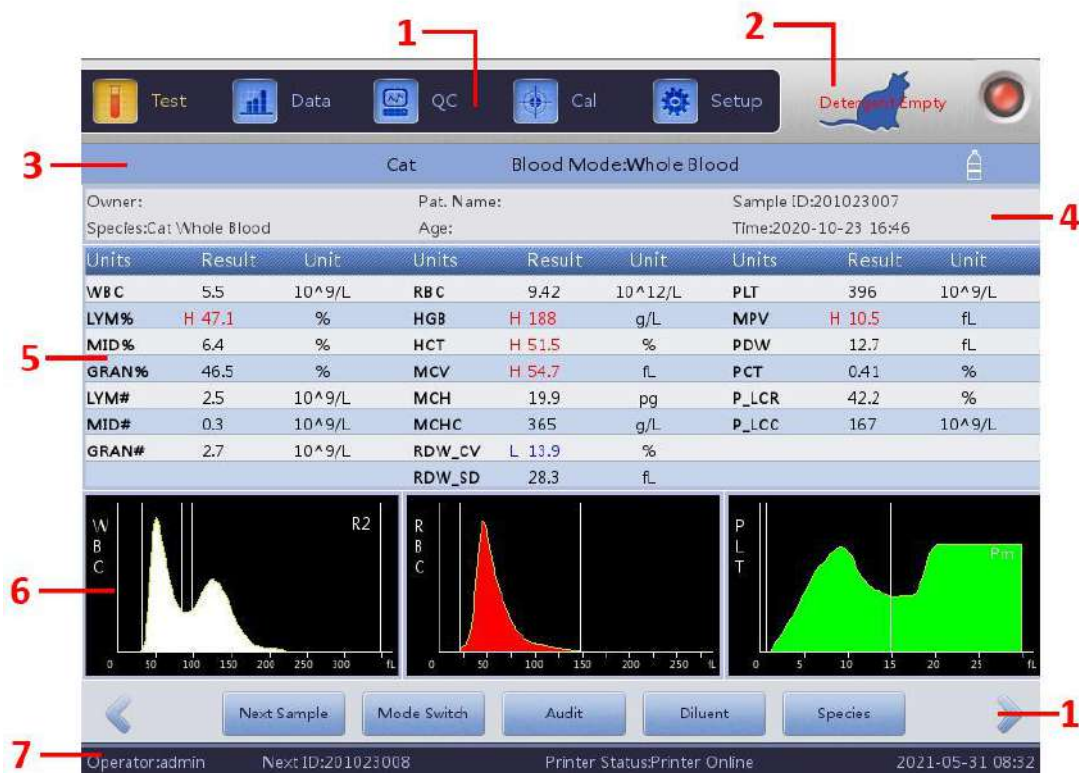 1
2
Test Data QC Cal Setup Detergent Empty
3
Cat Blood Mode:Whole Blood
Owner: Pat. Name: Sample ID:201023007
4
Species:Cat Whole Blood Age: Time:2020-10-23 16:46
Units Result Unit Units Result Unit Units Result Unit
WBC 5.5 10^9/L RBC 9.42 10^12/L PLT 396 10^9/L
LYM% H 47.1 % HGB H 188 g/L MPV H 10.5 fL
MID% 6.4 % HCT H 51.5 % PDW 12.7 fL
5
GRAN% 46.5 % MCV H 54.7 fL PCT 0.41 %
LYM# 2.5 10^9/L MCH 19.9 pg P_LCR 42.2 %
MID# 0.3 10^9/L MCHC 365 g/L P_LCC 167 10^9/L
GRAN# 2.7 10^9/L RDW_CV L 13.9 %
RDW_SD 28.3 fL
WBC R2 RBC PLT Pm
6
0 50 100 150 200 250 300 fL 0 50 100 150 200 250 fL 0 5 10 15 20 25 fL
Next Sample Mode Switch Audit Diluent Species
1
7
Operator:admin Next ID:201023008 Printer Status:Printer Online 2021-05-31 08:32